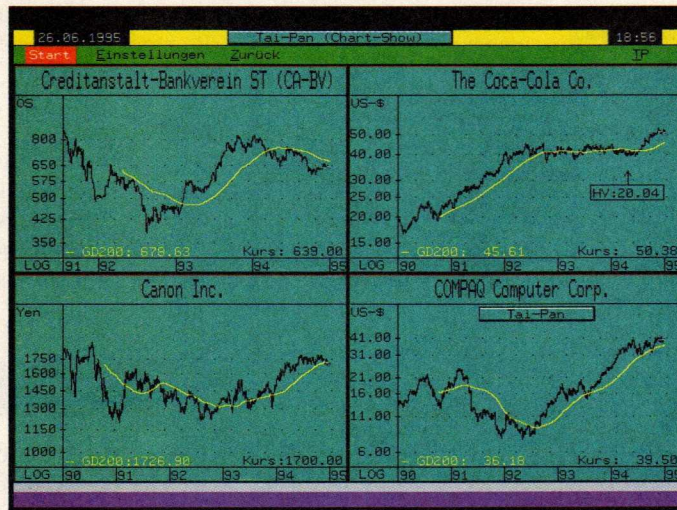 26.06.1995 Tai-Pan (Chart-Show) 18:56
Start Einstellungen Zurück IP
Creditanstalt-Bankverein ST (CA-BV)
ÖS
800
650
575
500
425
350
– GD200: 679.63 Kurs: 639.00
LOG 91 92 93 94 95
The Coca-Cola Co.
US-$
50.00
40.00
30.00
25.00
20.00
15.00
HV:20.04
– GD200: 45.61 Kurs: 50.38
LOG 90 91 92 93 94 95
Canon Inc.
Yen
1750
1600
1450
1300
1150
1000
– GD200:1726.90 Kurs:1700.00
LOG 90 91 92 93 94 95
COMPAQ Computer Corp.
US-$
Tai-Pan
41.00
31.00
21.00
16.00
11.00
6.00
– GD200: 36.18 Kurs: 39.50
LOG 90 91 92 93 94 95